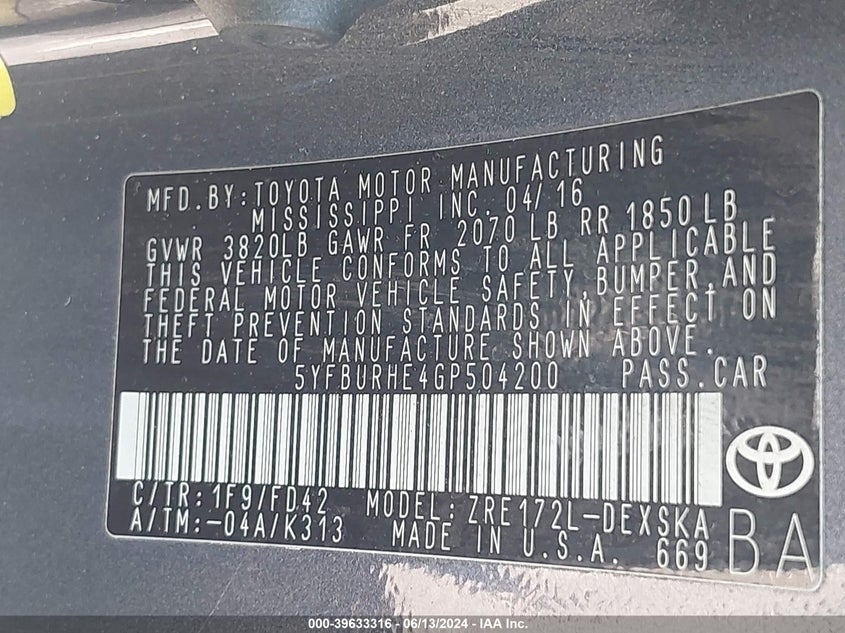 MFD.BY:TOYOTA MOTOR MANUFACTURING
MISSISSIPPI INC. 04/16
GVWR 3820LB GAWR FR 2070 LB RR 1850LB
THIS VEHICLE CONFORMS TO ALL APPLICABLE
FEDERAL MOTOR VEHICLE SAFETY,BUMPER,AND
THEFT PREVENTION STANDARDS IN EFFECT ON
THE DATE OF MANUFACTURE SHOWN ABOVE.
5YFBURHE4GP504200 PASS.CAR
C/TR:1F9/FD42 MODEL:ZRE172L-DEXSKA
A/TM:-04A/K313 MADE IN U.S.A. 669 BA
000-39633316 - 06/13/2024 - IAA Inc.